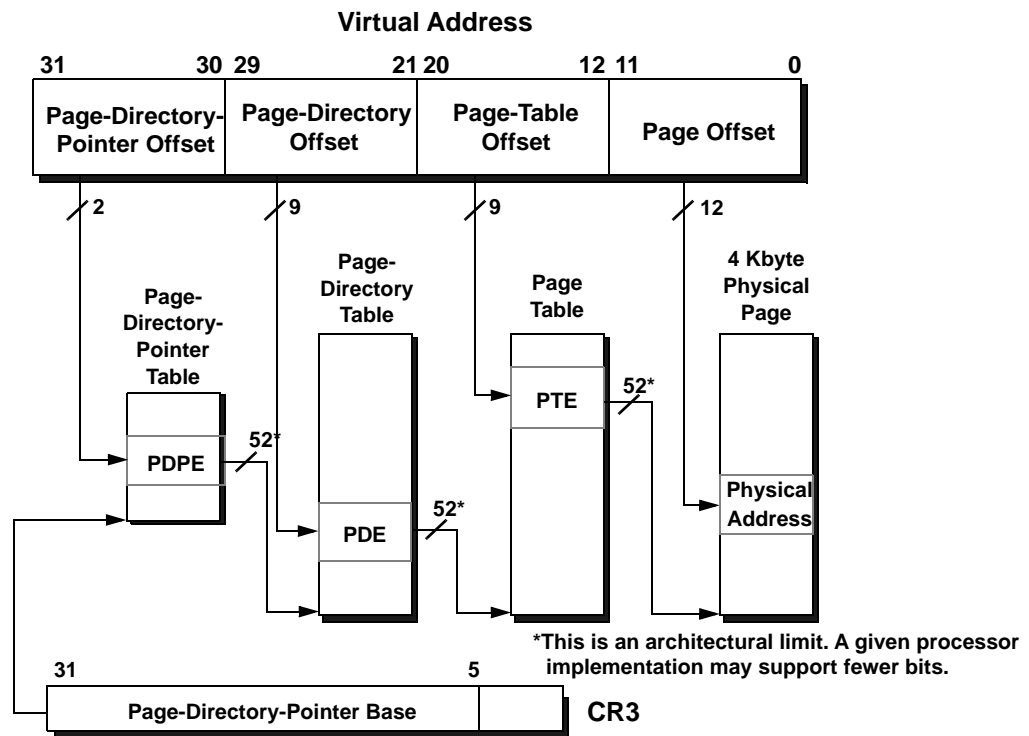 Virtual Address
31 30 29 21 20 12 11 0
Page-Directory-
Pointer Offset
Page-Directory
Offset
Page-Table
Offset
Page Offset
2
9
9
12
Page-
Directory-
Pointer
Table
Page-
Directory
Table
Page
Table
4 Kbyte
Physical
Page
PDPE
52*
PDE
52*
PTE
52*
Physical
Address
*This is an architectural limit. A given processor
implementation may support fewer bits.
31 5
Page-Directory-Pointer Base
CR3